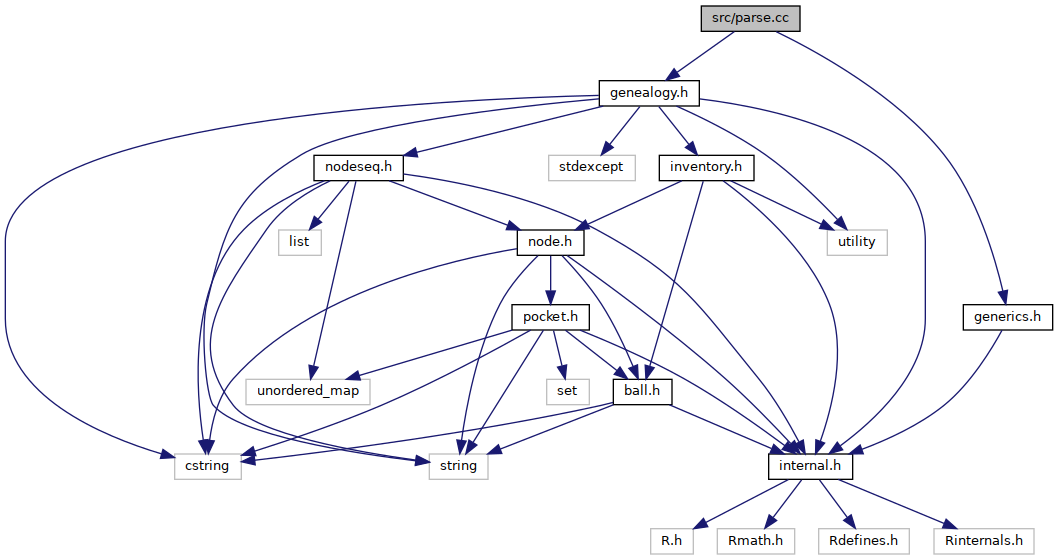 src/parse.cc
genealogy.h
nodeseq.h
stdexcept
inventory.h
list
node.h
utility
pocket.h
generics.h
unordered_map
set
ball.h
cstring
string
internal.h
R.h
Rmath.h
Rdefines.h
Rinternals.h